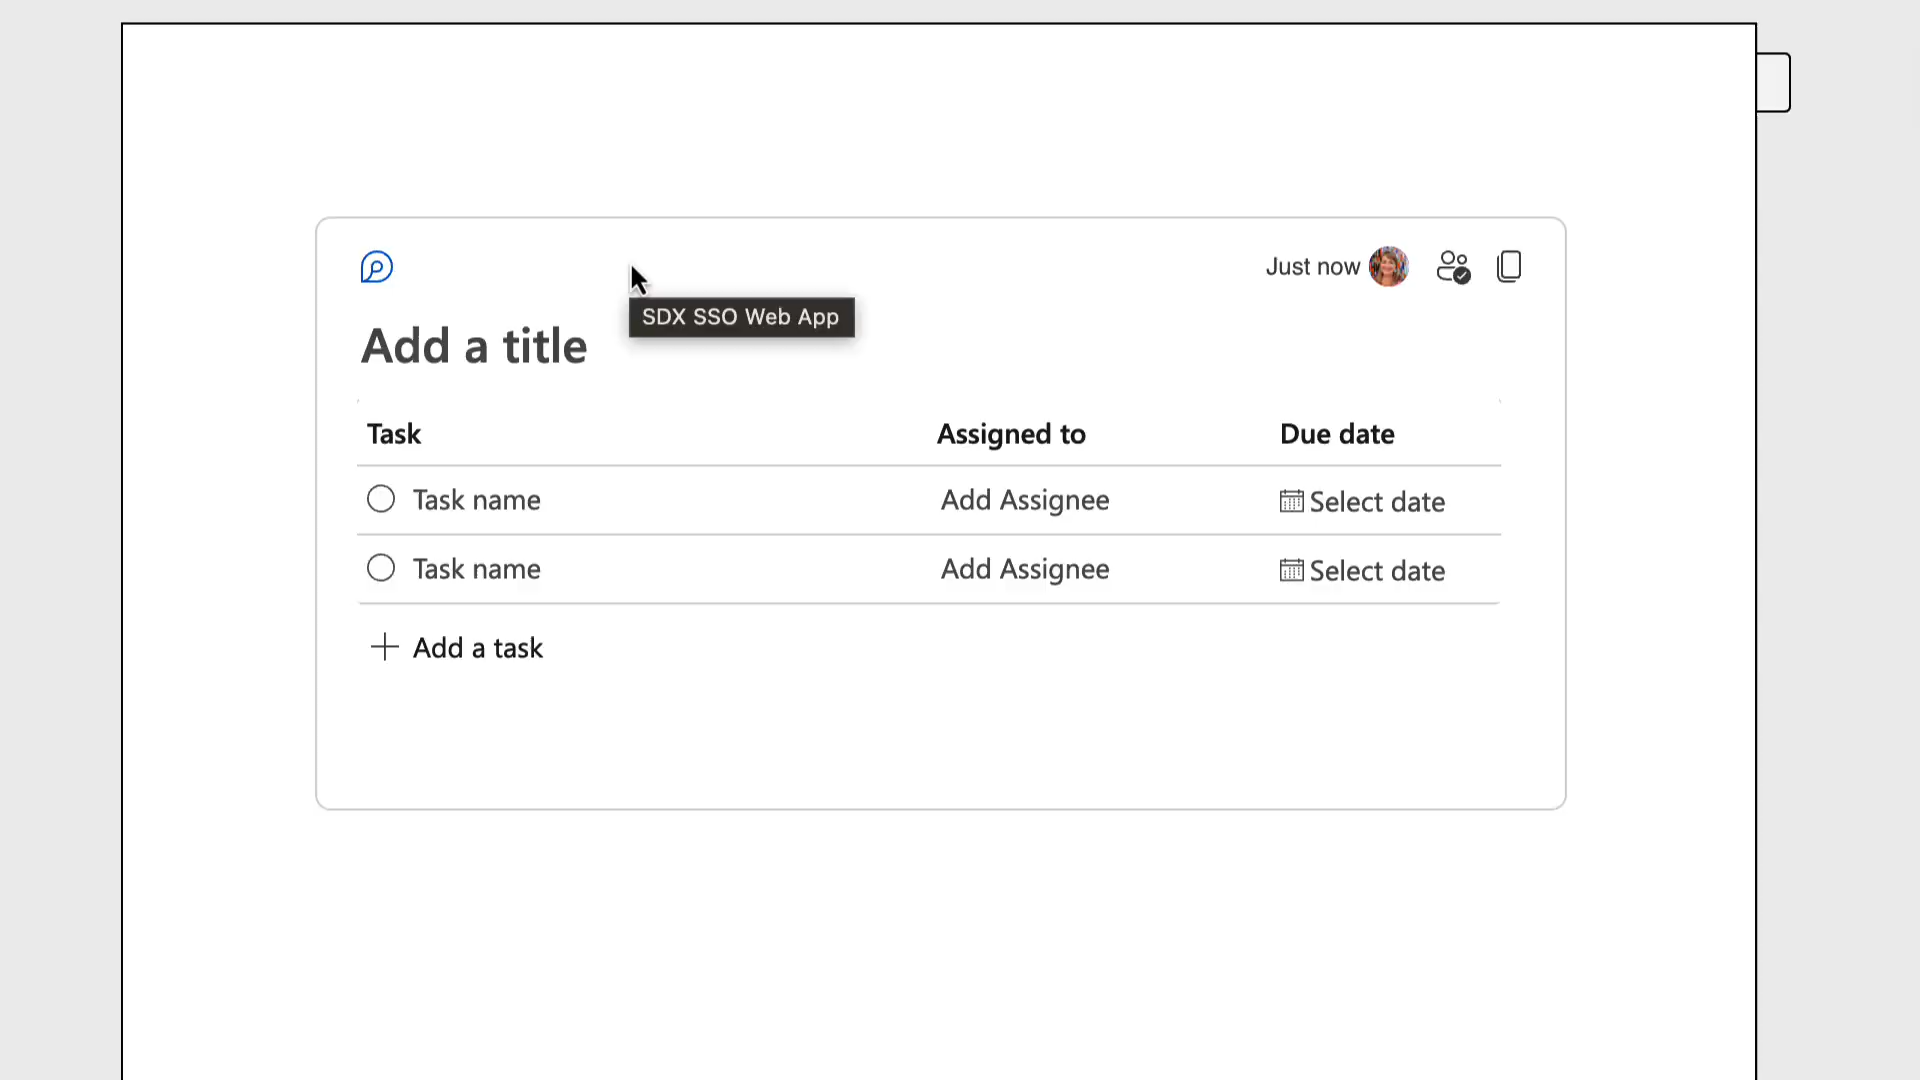 Just now
SDX SSO Web App
Add a title
Task Assigned to Due date
Task name Add Assignee Select date
Task name Add Assignee Select date
Add a task